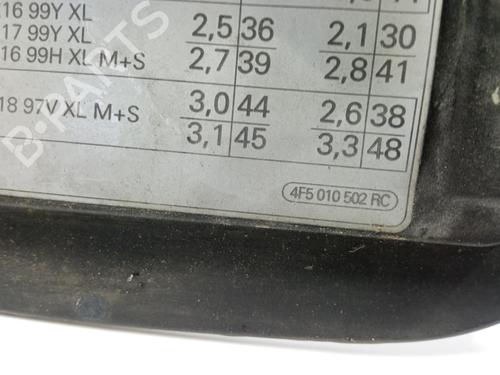 16 99Y XL
17 99Y XL 2,5 36 2,1 30
16 99H XL M+S 2,7 39 2,8 41
18 97V XL M+S 3,0 44 2,6 38
3,1 45 3,3 48
4F5 010 502 RC
B-PARTS